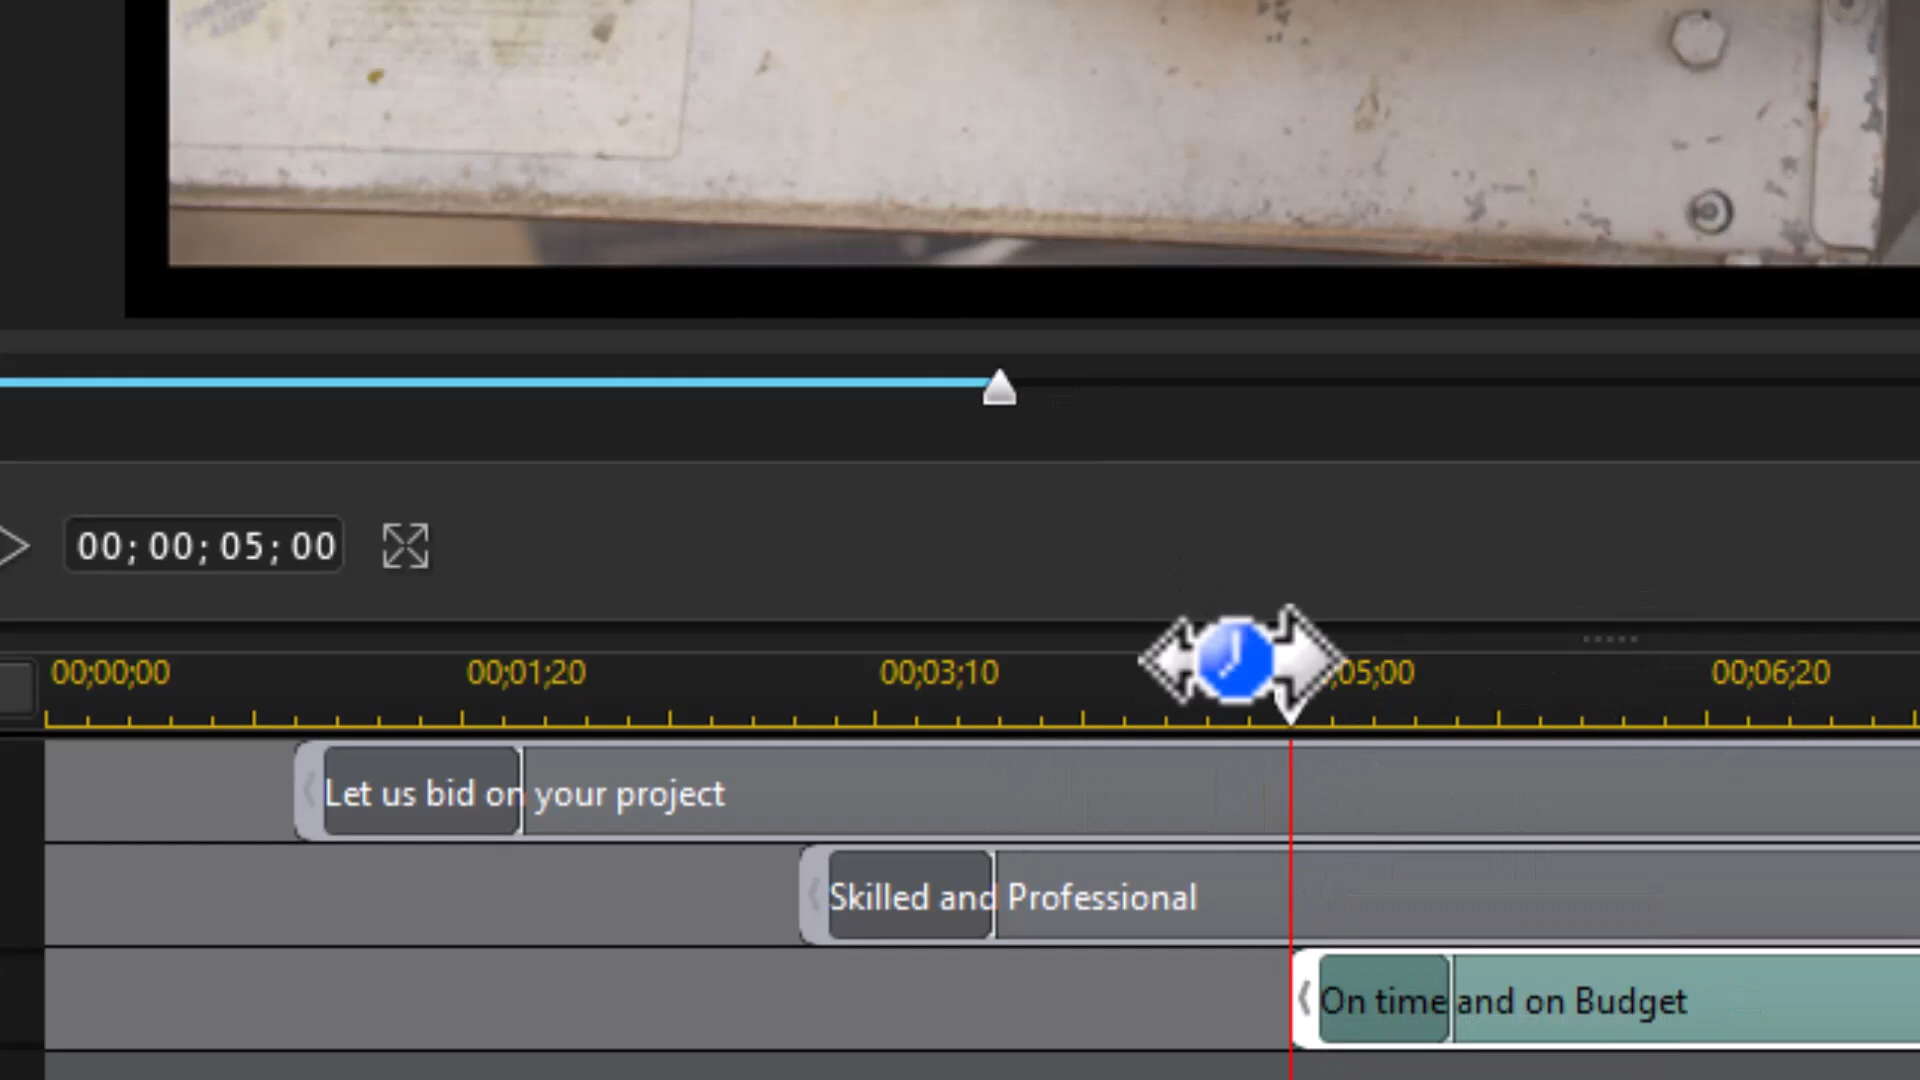 00;00;05;00
00;00;00 00;01;20 00;03;10 ;05;00 00;06;20
Let us bid on your project
Skilled and Professional
On time and on Budget